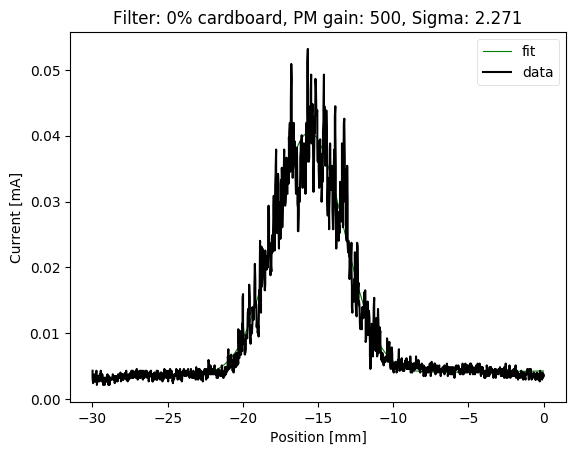 Filter: 0% cardboard, PM gain: 500, Sigma: 2.271
fit
data
0.05
0.04
0.03
0.02
0.01
0.00
Current [mA]
−30 −25 −20 −15 −10 −5 0
Position [mm]